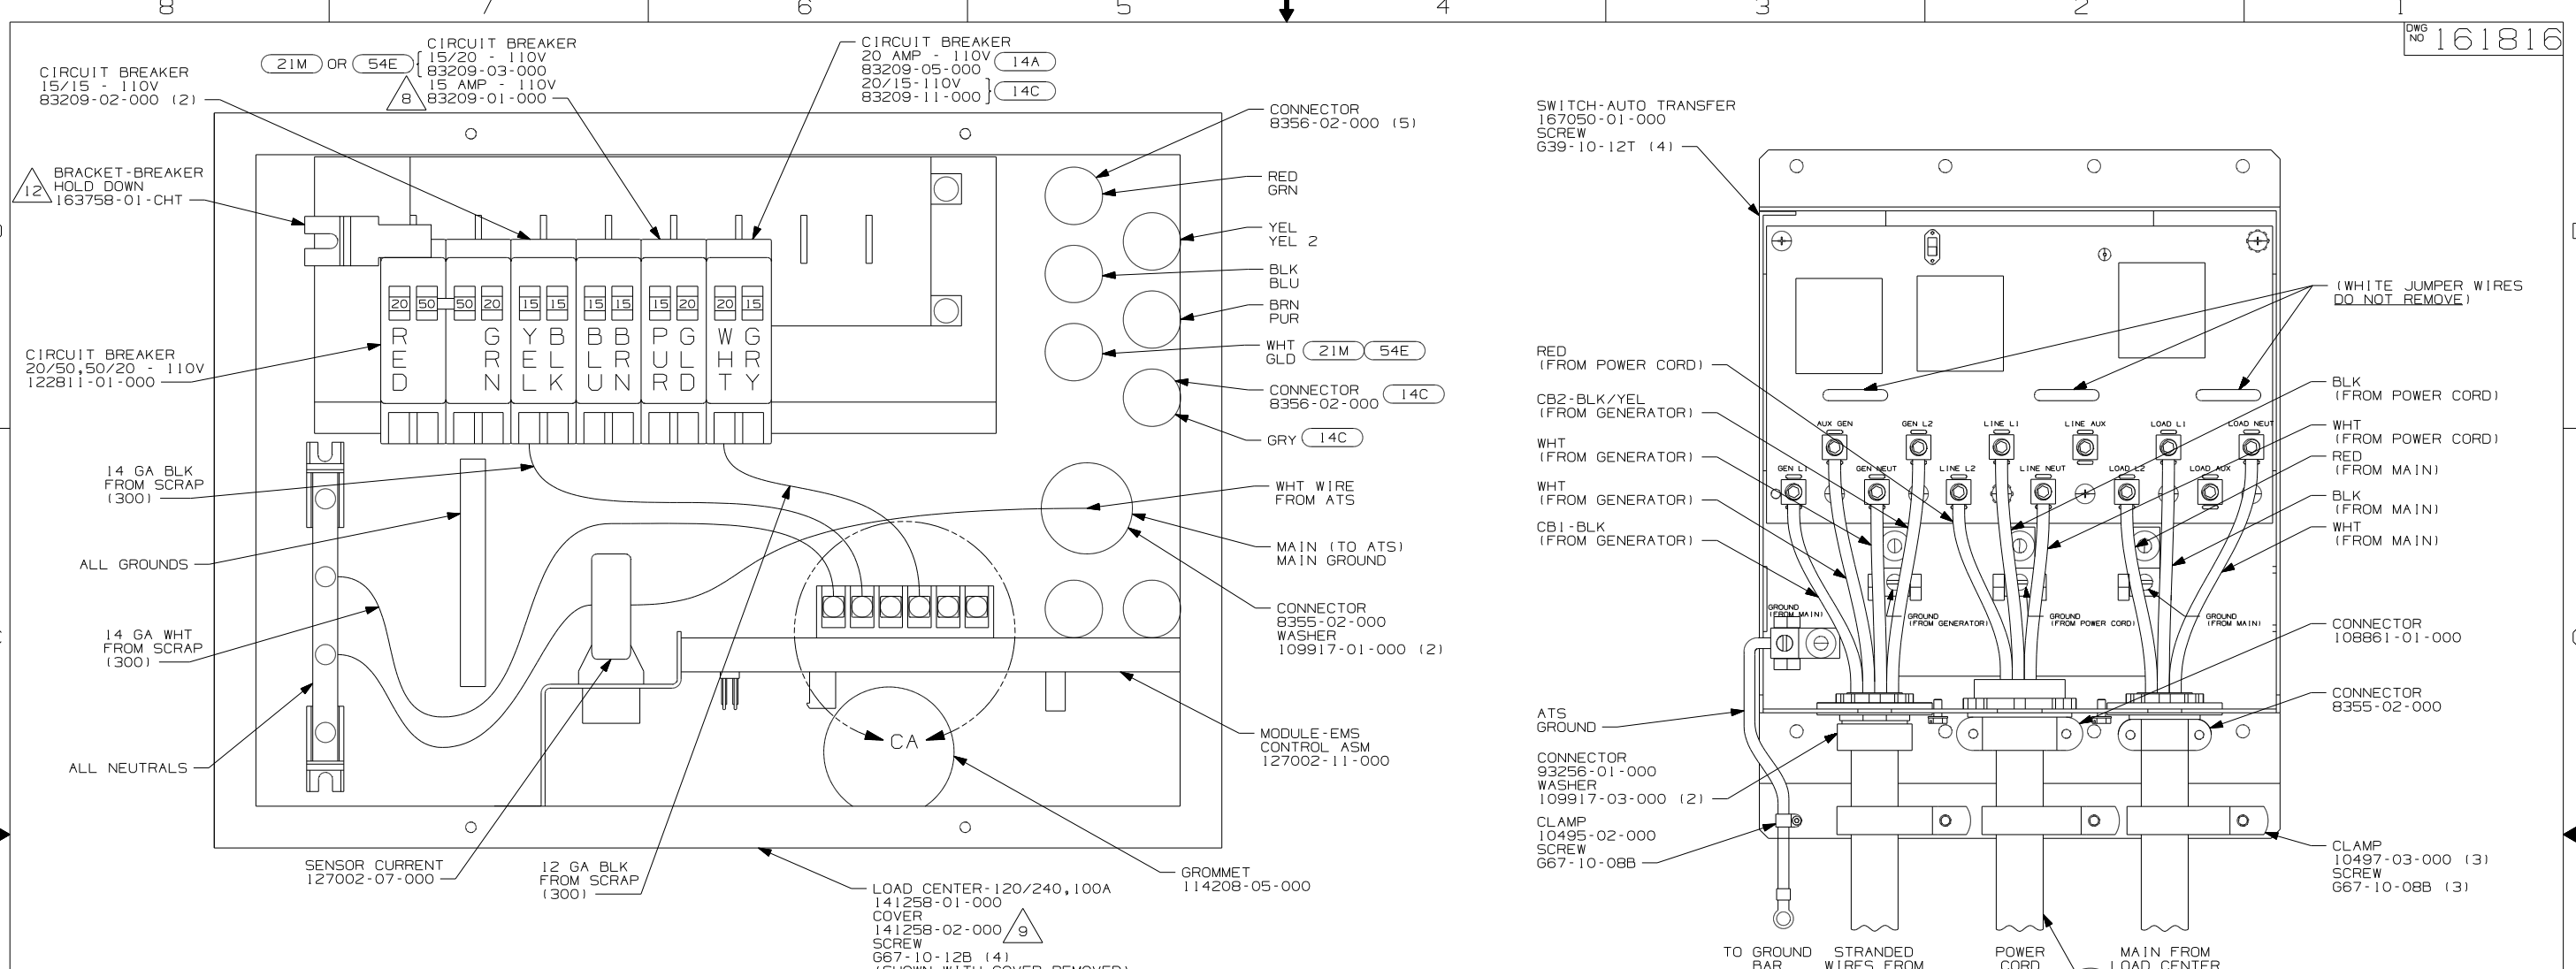 8 7 6 5 4 3 2 1
DWG
NO 161816
CIRCUIT BREAKER
15/15 - 110V
83209-02-000 (2)
21M OR 54E
CIRCUIT BREAKER
15/20 - 110V
83209-03-000
15 AMP - 110V
83209-01-000
8
CIRCUIT BREAKER
20 AMP - 110V
83209-05-000 14A
20/15-110V
83209-11-000 14C
12
BRACKET-BREAKER
HOLD DOWN
163758-01-CHT
CIRCUIT BREAKER
20/50,50/20 - 110V
122811-01-000
20 50 50 20 15 15 15 15 15 20 20 15
RED GRN YEL BLK BLU BRN PUR GLD WHT GRY
CONNECTOR
8356-02-000 (5)
RED
GRN
YEL
YEL 2
BLK
BLU
BRN
PUR
WHT
GLD 21M 54E
CONNECTOR
8356-02-000 14C
GRY 14C
WHT WIRE
FROM ATS
MAIN (TO ATS)
MAIN GROUND
CONNECTOR
8355-02-000
WASHER
109917-01-000 (2)
MODULE-EMS
CONTROL ASM
127002-11-000
14 GA BLK
FROM SCRAP
(300)
ALL GROUNDS
14 GA WHT
FROM SCRAP
(300)
ALL NEUTRALS
CA
SENSOR CURRENT
127002-07-000
12 GA BLK
FROM SCRAP
(300)
GROMMET
114208-05-000
LOAD CENTER-120/240,100A
141258-01-000
COVER
141258-02-000
9
SCREW
G67-10-12B (4)
(SHOWN WITH COVER REMOVED)
SWITCH-AUTO TRANSFER
167050-01-000
SCREW
G39-10-12T (4)
(WHITE JUMPER WIRES
DO NOT REMOVE)
RED
(FROM POWER CORD)
CB2-BLK/YEL
(FROM GENERATOR)
WHT
(FROM GENERATOR)
WHT
(FROM GENERATOR)
CB1-BLK
(FROM GENERATOR)
AUX GEN GEN L2 LINE L1 LINE AUX LOAD L1 LOAD NEUT
GEN L1 GEN NEUT LINE L2 LINE NEUT LOAD L2 LOAD AUX
BLK
(FROM POWER CORD)
WHT
(FROM POWER CORD)
RED
(FROM MAIN)
BLK
(FROM MAIN)
WHT
(FROM MAIN)
GROUND
(FROM MAIN)
GROUND
(FROM GENERATOR)
GROUND
(FROM POWER CORD)
GROUND
(FROM MAIN)
CONNECTOR
108861-01-000
CONNECTOR
8355-02-000
ATS
GROUND
CONNECTOR
93256-01-000
WASHER
109917-03-000 (2)
CLAMP
10495-02-000
SCREW
G67-10-08B
CLAMP
10497-03-000 (3)
SCREW
G67-10-08B (3)
TO GROUND
BAR
STRANDED
WIRES FROM
POWER
CORD
MAIN FROM
LOAD CENTER